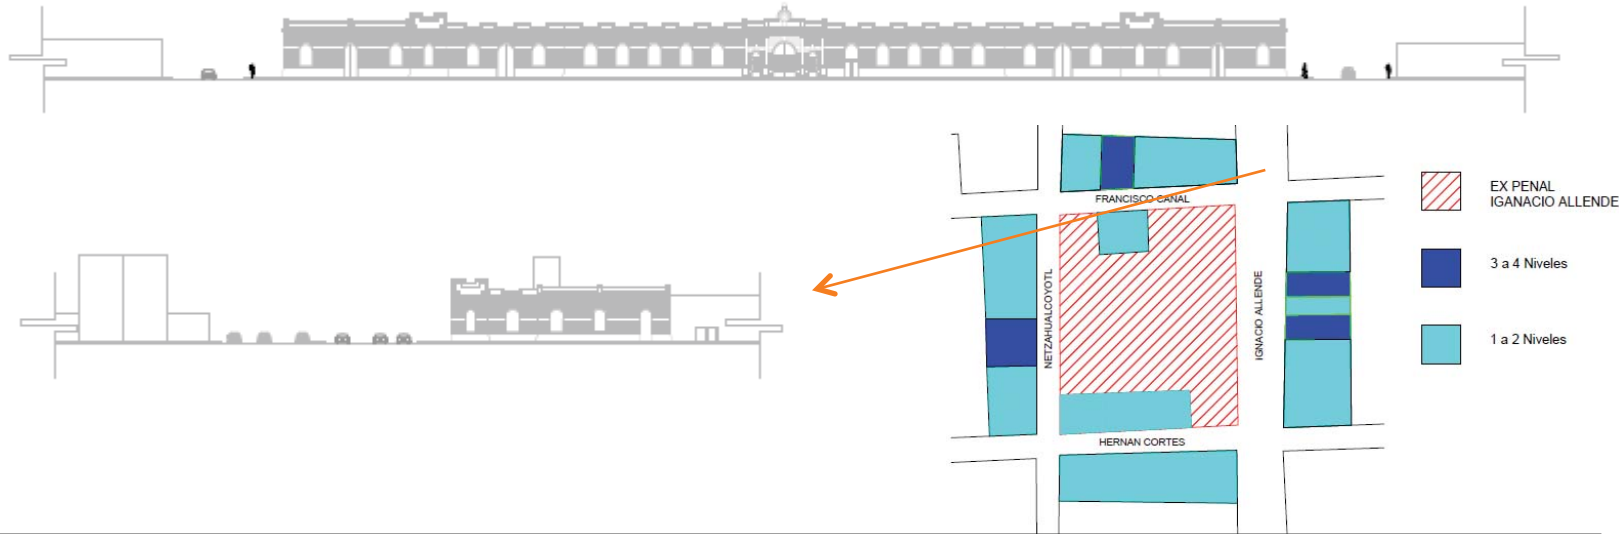 FRANCISCO CANAL
NETZAHUALCOYOTL
IGNACIO ALLENDE
HERNAN CORTES
EX PENAL
IGANACIO ALLENDE
3 a 4 Niveles
1 a 2 Niveles